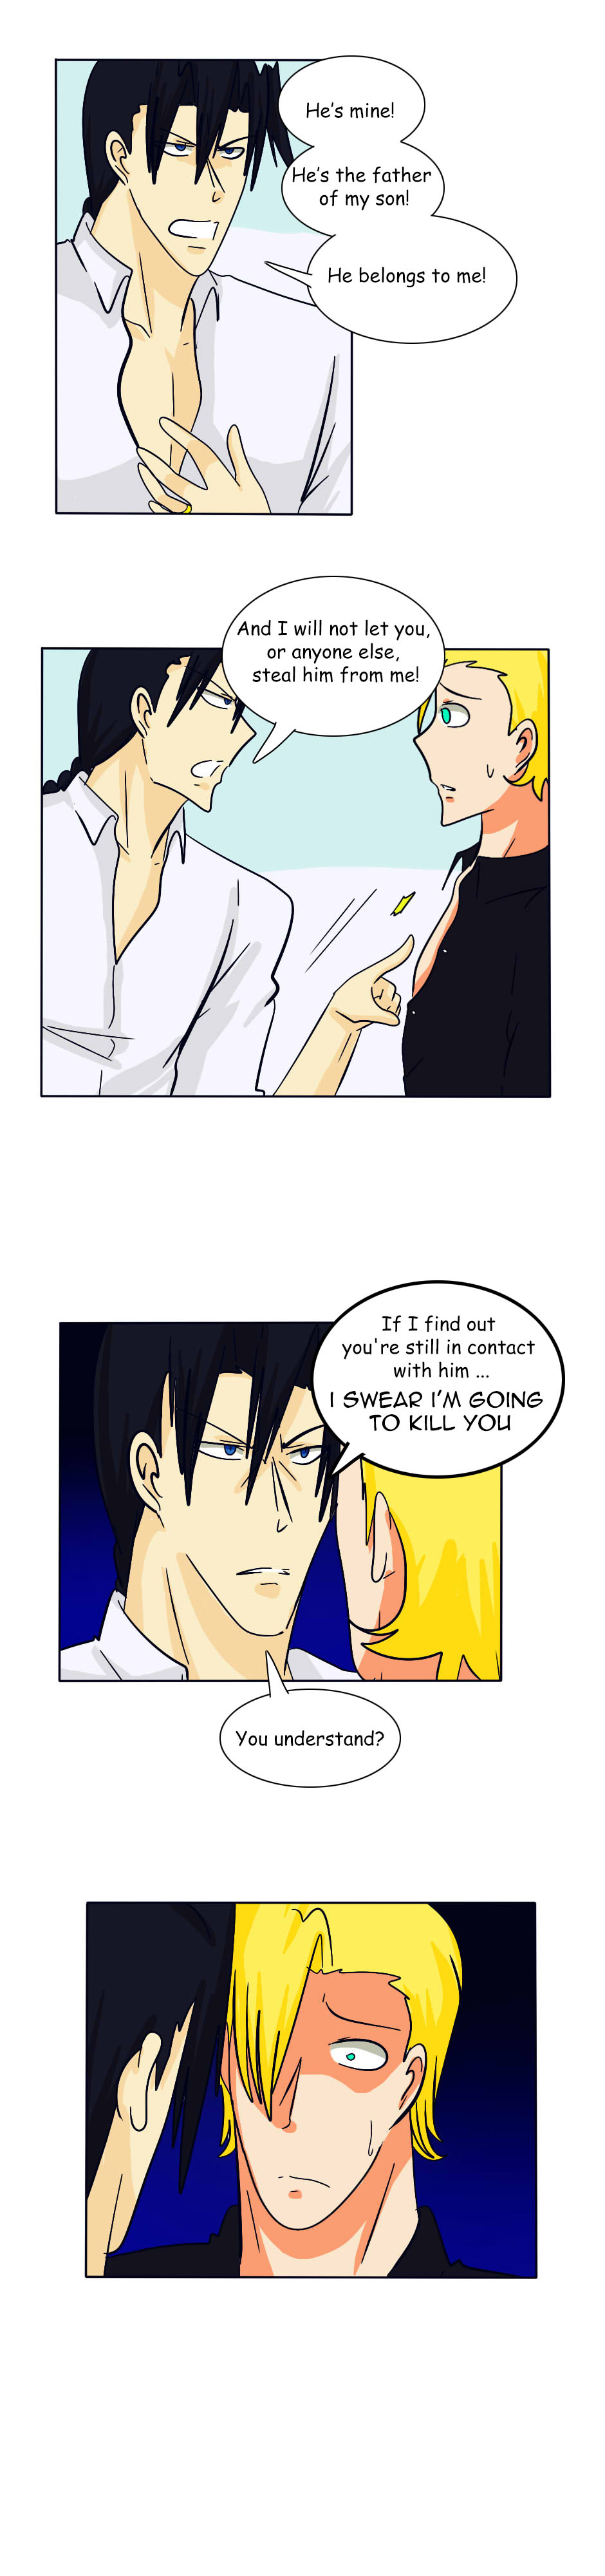 He's mine!
He's the father
of my son!
He belongs to me!
And I will not let you,
or anyone else,
steal him from me!
If I find out
you're still in contact
with him ...
I SWEAR I'M GOING
TO KILL YOU
You understand?